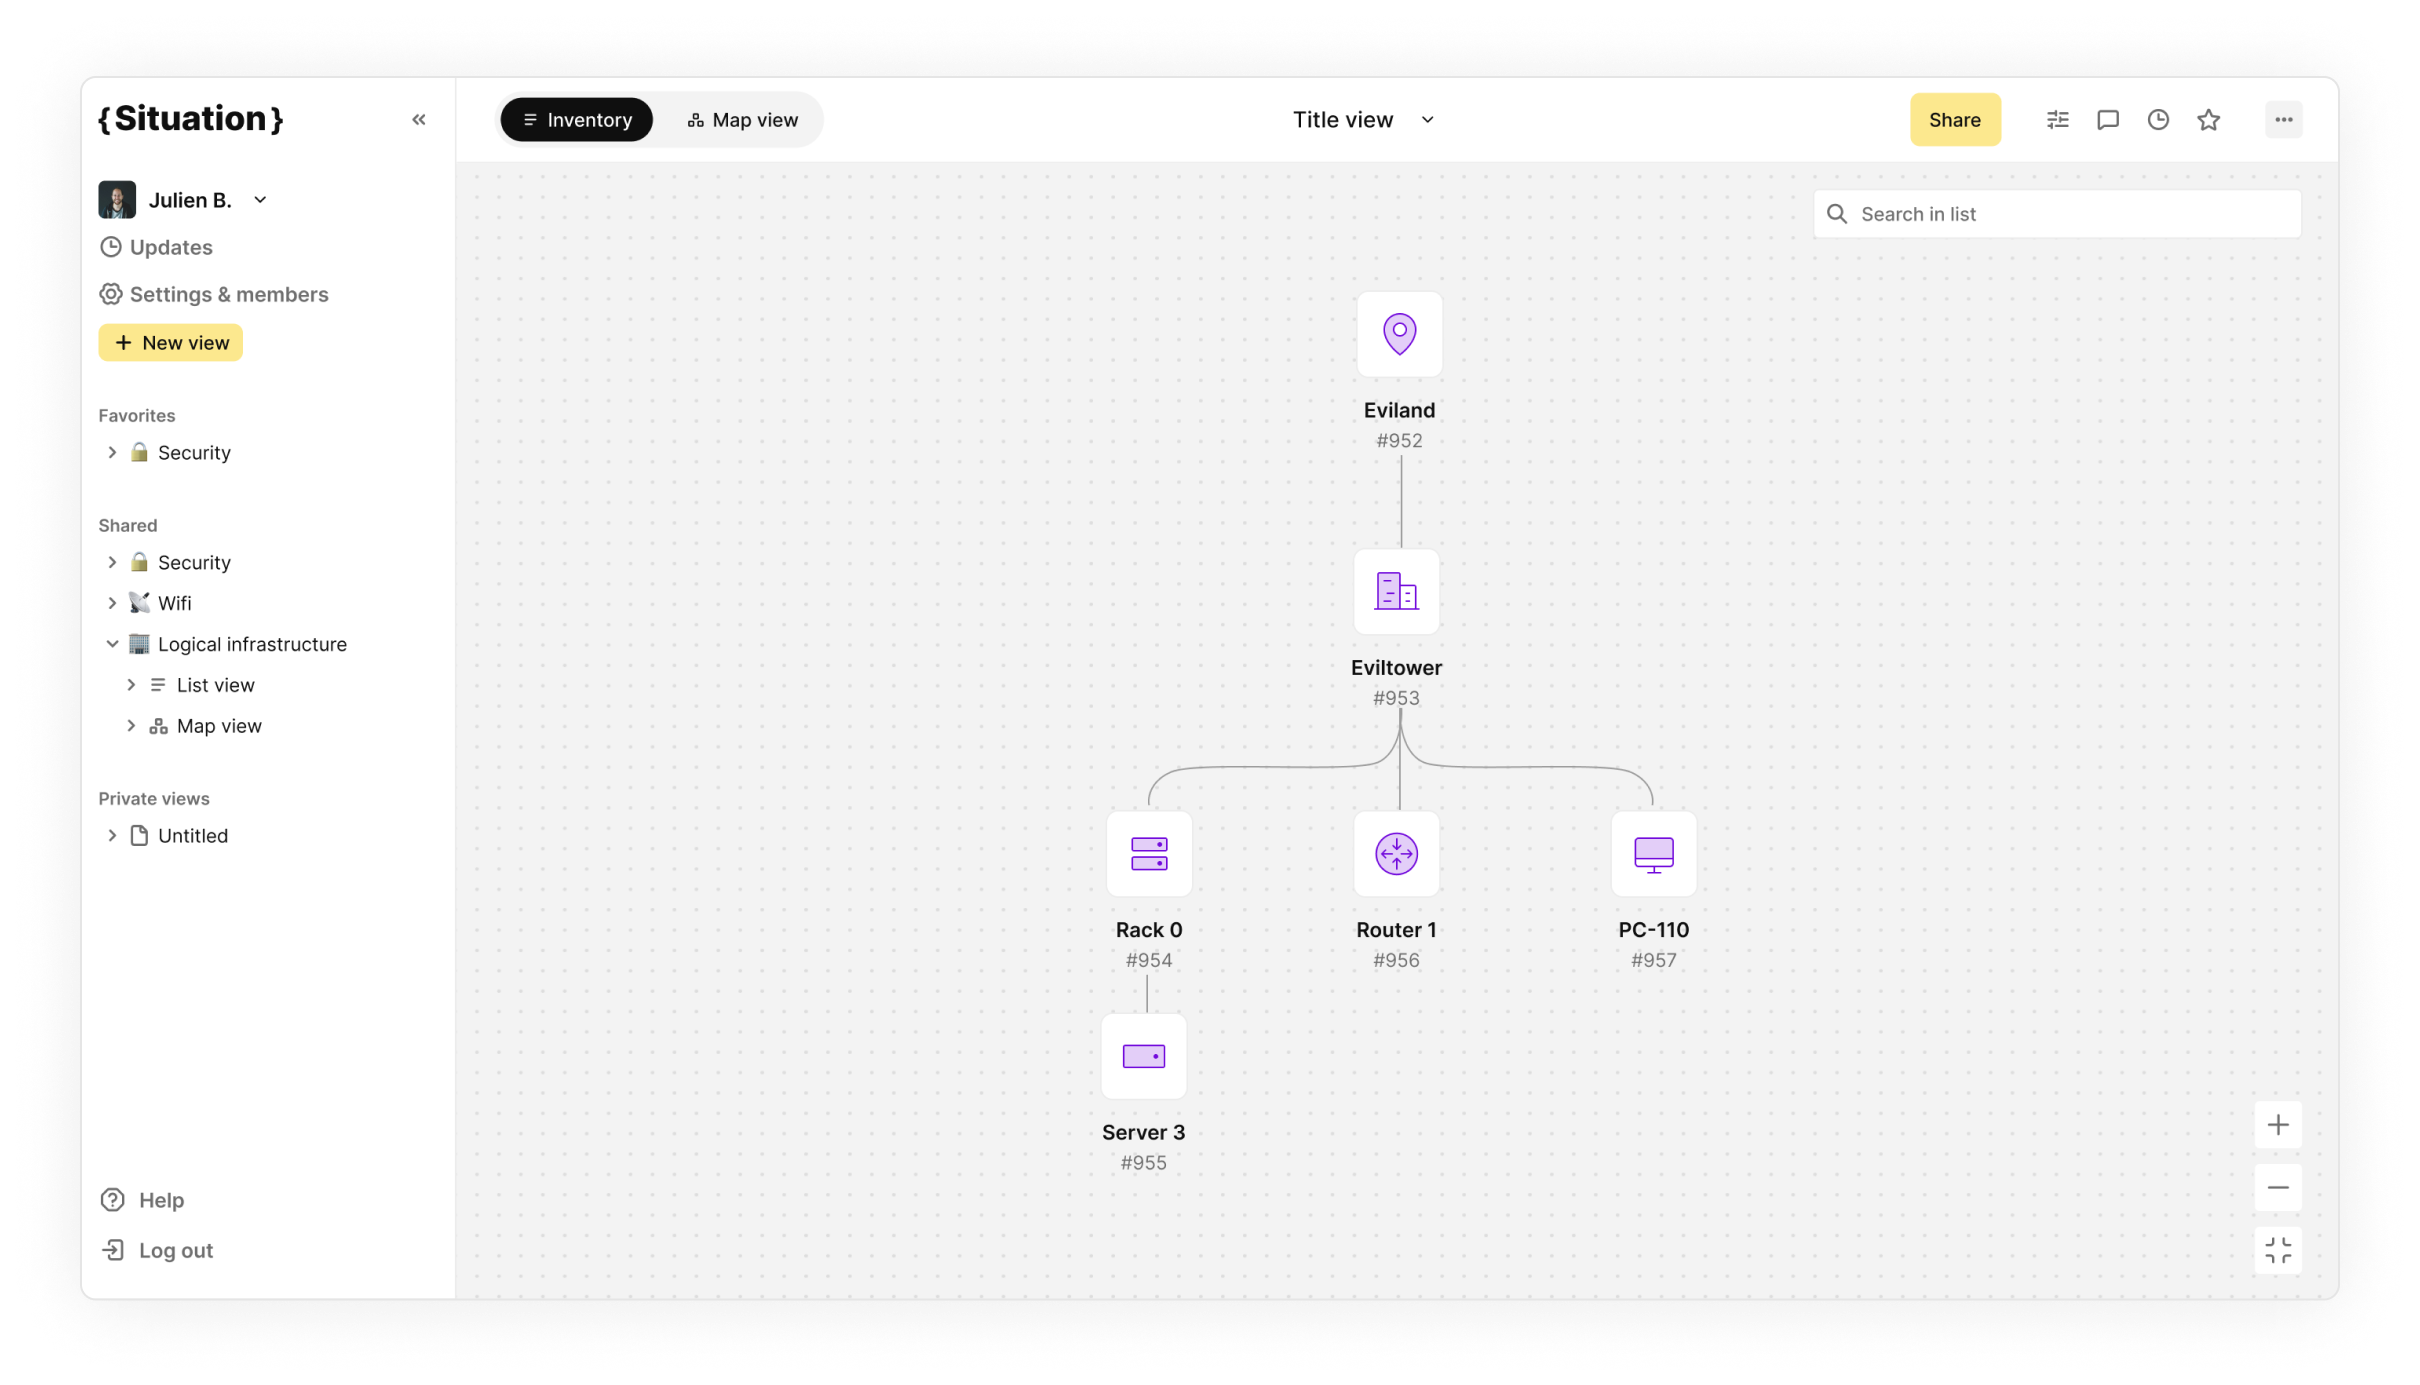 {Situation}
Julien B.
Updates
Settings & members
New view
Favorites
Security
Shared
Security
Wifi
Logical infrastructure
List view
Map view
Private views
Untitled
Help
Log out
Inventory
Map view
Title view
Share
Search in list
Eviland
#952
Eviltower
#953
Rack 0
#954
Router 1
#956
PC-110
#957
Server 3
#955